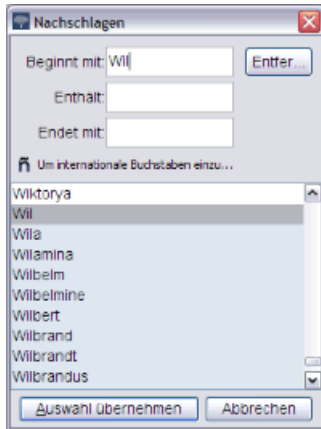 Nachschlagen
Beginnt mit: Wil
Entfer...
Enthält:
Endet mit:
ñ Um internationale Buchstaben einzu...
Wiktorya
Wil
Wila
Wilamina
Wilbelm
Wilbelmine
Wilbert
Wilbrand
Wilbrandt
Wilbrandus
Auswahl übernehmen
Abbrechen